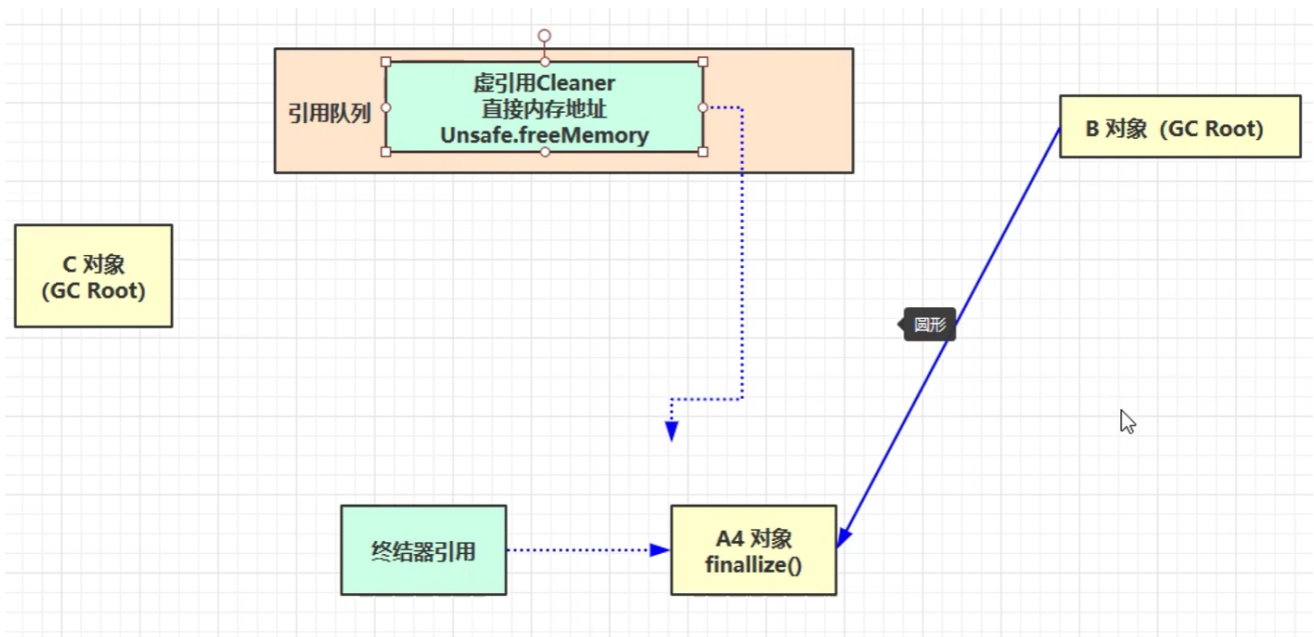 虚引用Cleaner
直接内存地址
Unsafe.freeMemory
引用队列
B 对象（GC Root）
C 对象
(GC Root)
圆形
终结器引用
A4 对象
finallize()